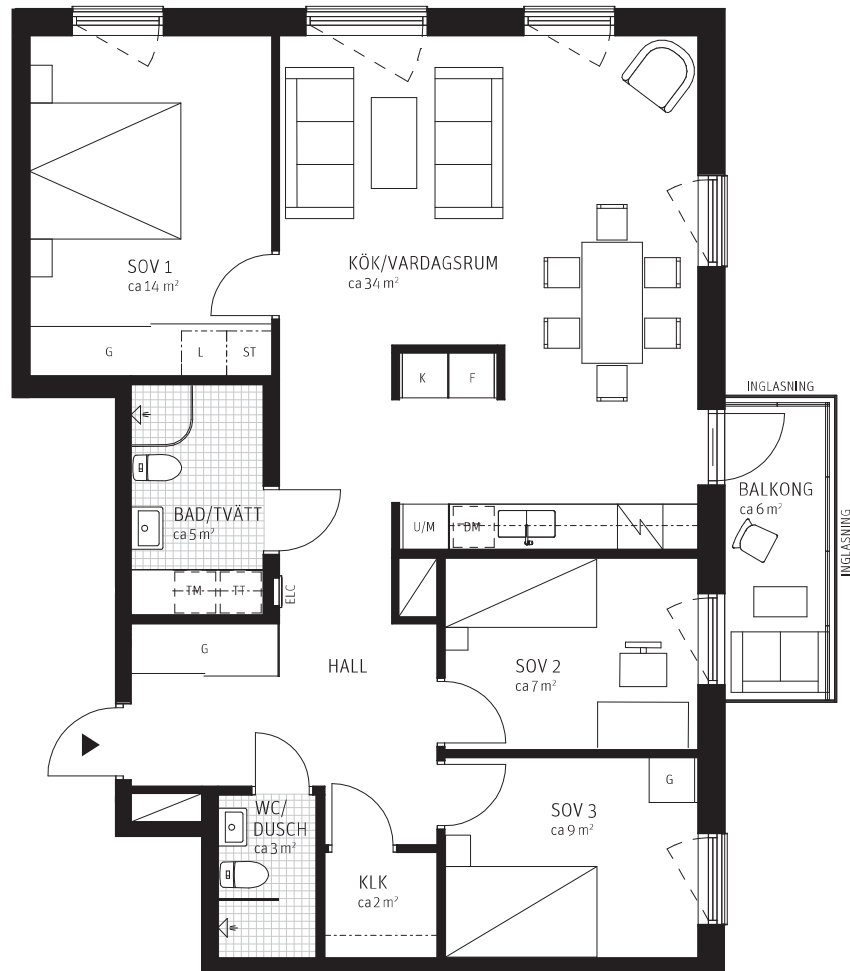 SOV 1
ca 14 m²
KÖK/VARDAGSRUM
ca 34 m²
G
L
ST
K
F
INGLASNING
BALKONG
ca 6 m²
INGLASNING
BAD/TVÄTT
ca 5 m²
U/M
DM
TM
TT
ELC
G
HALL
SOV 2
ca 7 m²
G
WC/
DUSCH
ca 3 m²
SOV 3
ca 9 m²
KLK
ca 2 m²